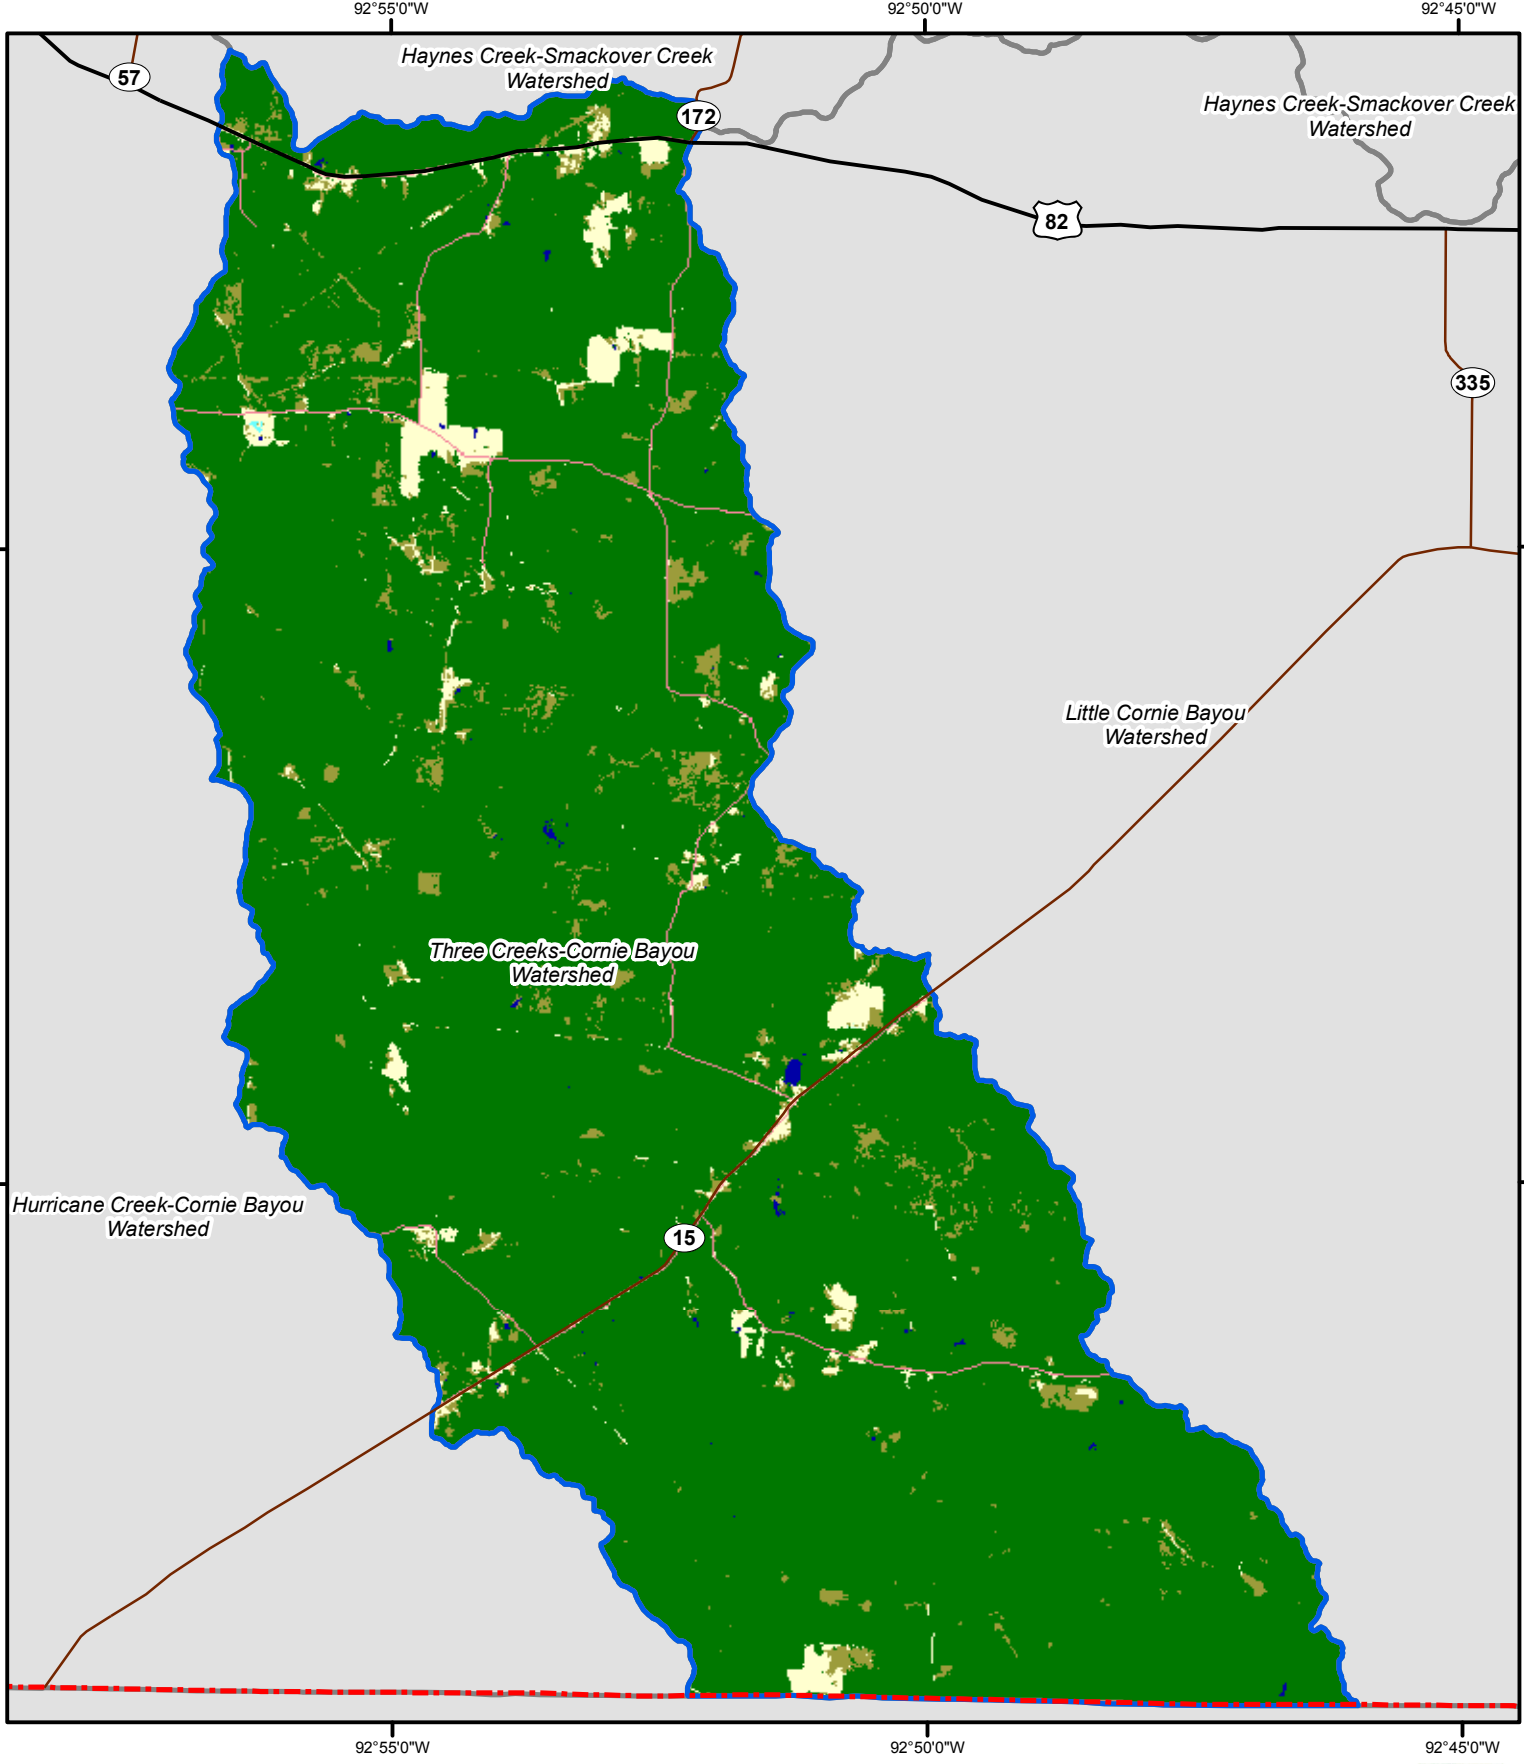 92°55'0"W
92°50'0"W
92°45'0"W
Haynes Creek-Smackover Creek
Watershed
57
172
Haynes Creek-Smackover Creek
Watershed
82
335
Little Cornie Bayou
Watershed
Three Creeks-Cornie Bayou
Watershed
Hurricane Creek-Cornie Bayou
Watershed
15
92°55'0"W
92°50'0"W
92°45'0"W